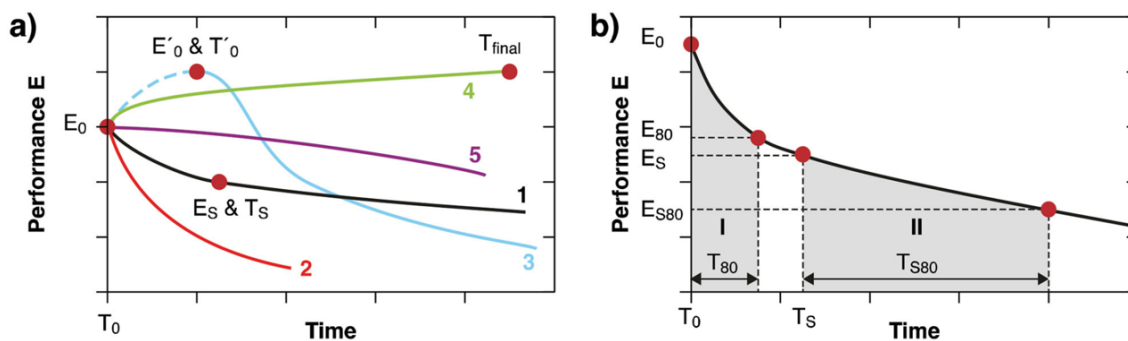 a)
E´0 & T´0
Tfinal
4
E0
5
1
ES & TS
2
3
Performance E
T0
Time
b)
E0
E80
ES
ES80
I
II
T80
TS80
Performance E
T0
TS
Time